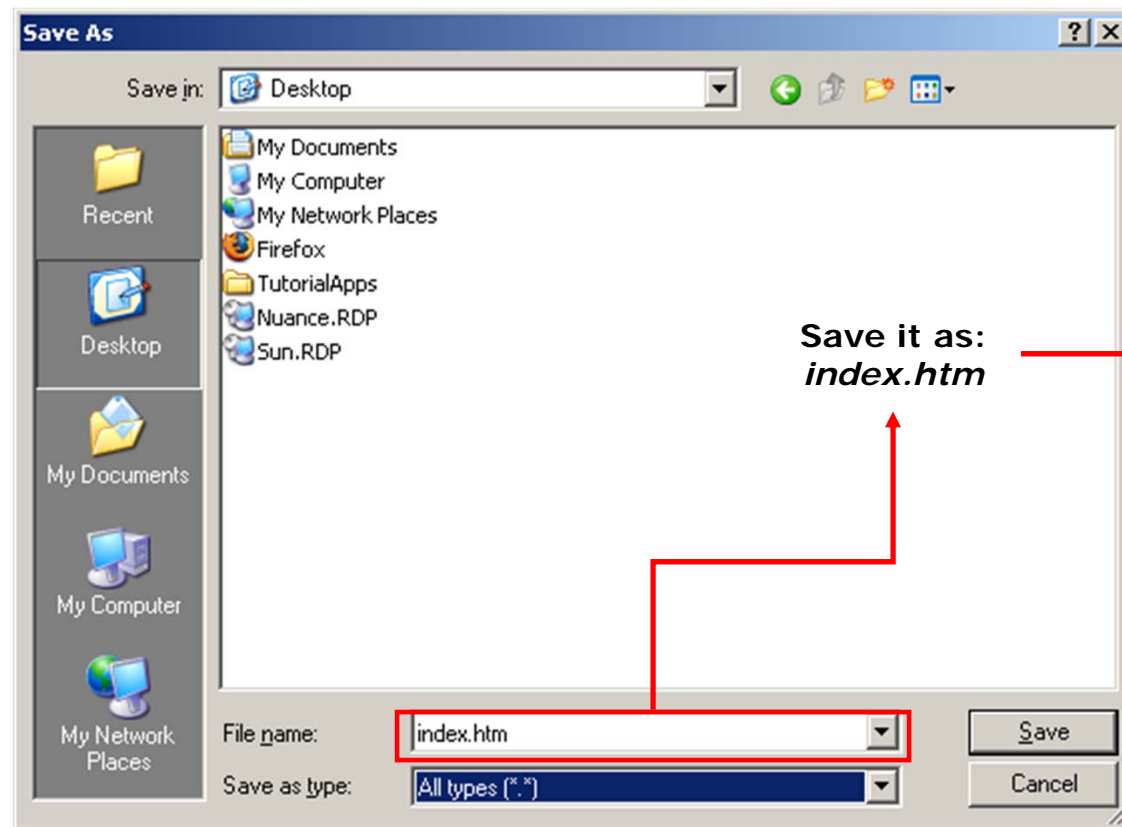 Save As
Save in:
Desktop
Recent
Desktop
My Documents
My Computer
My Network
Places
My Documents
My Computer
My Network Places
Firefox
TutorialApps
Nuance.RDP
Sun.RDP
Save it as:
index.htm
File name:
index.htm
Save
Save as type:
All types (*.*)
Cancel